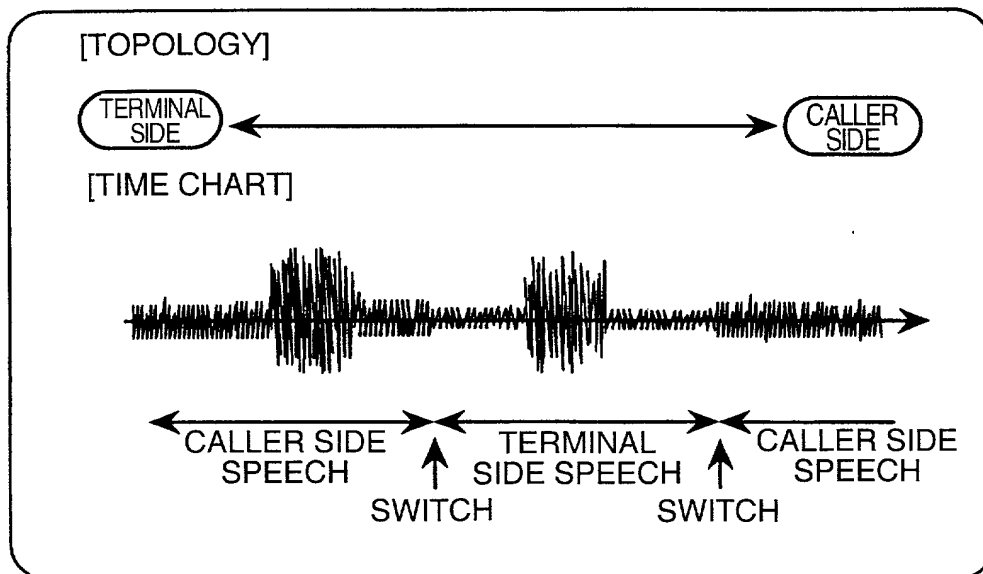 [TOPOLOGY]
TERMINAL
SIDE
CALLER
SIDE
[TIME CHART]
CALLER SIDE
SPEECH
TERMINAL
SIDE SPEECH
CALLER SIDE
SPEECH
SWITCH
SWITCH